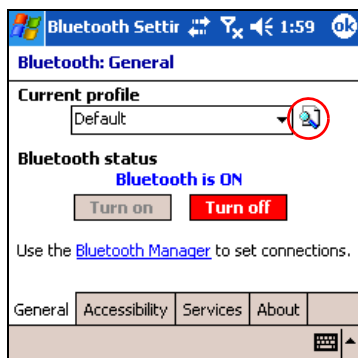 Bluetooth Settir 1:59 ok
Bluetooth: General
Current profile
Default
Bluetooth status
Bluetooth is ON
Turn on Turn off
Use the Bluetooth Manager to set connections.
General Accessibility Services About